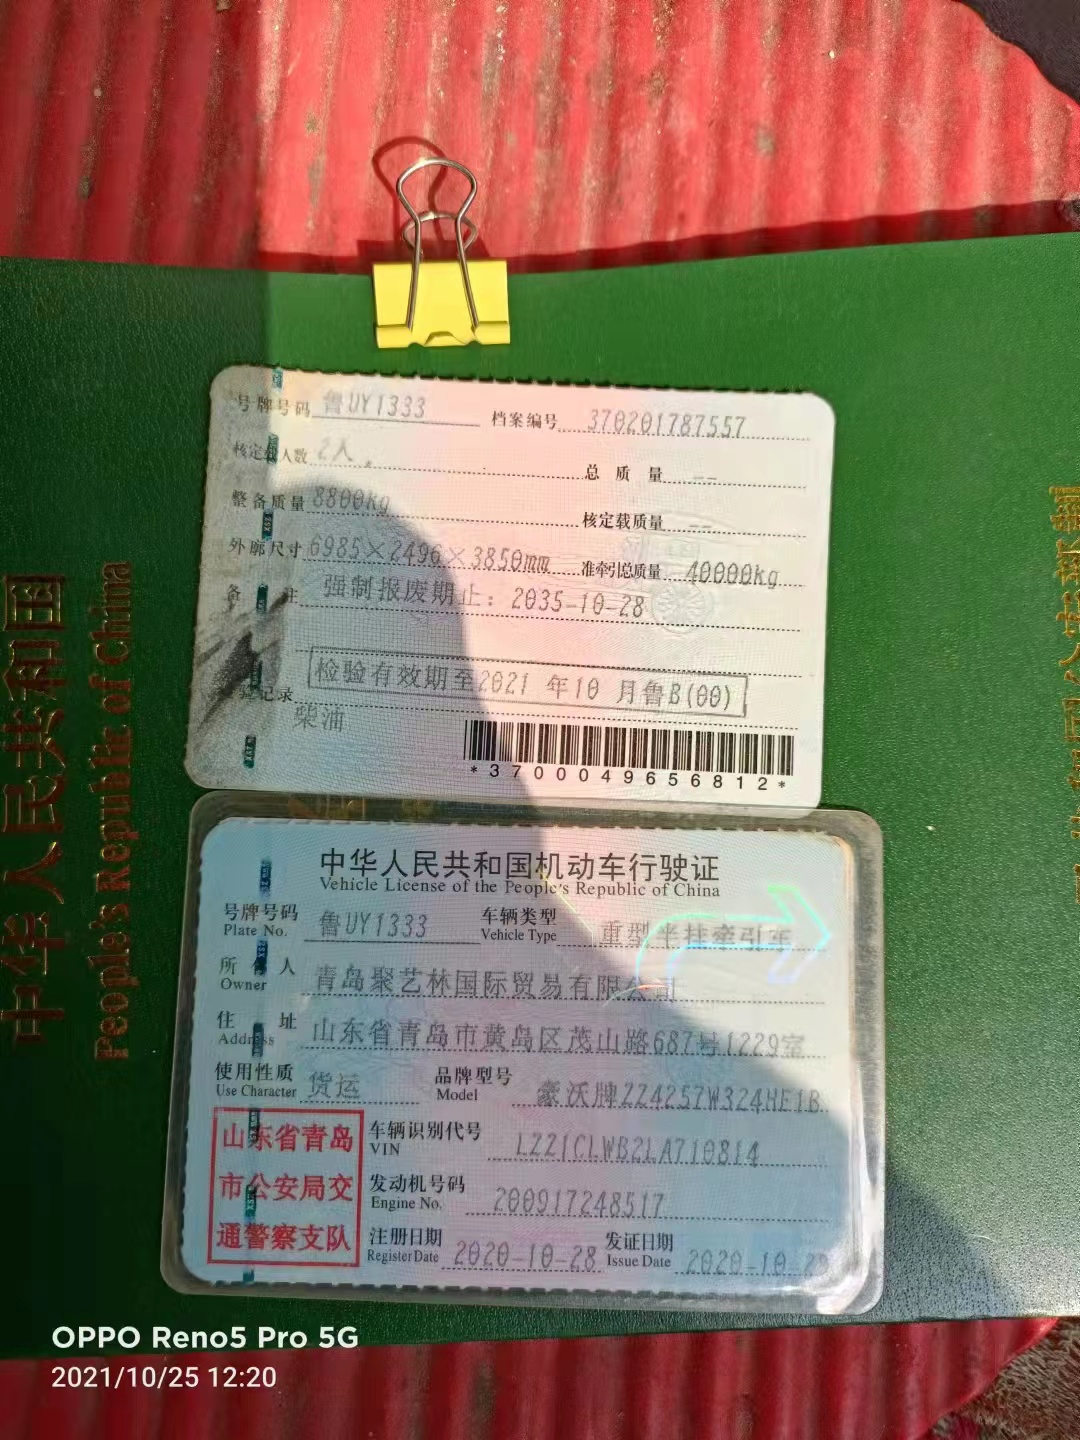 号牌号码 鲁UY1333 档案编号 370201787557
核定载人数 2人 总质量 --
整备质量 8800kg 核定载质量 --
外廓尺寸 6985×2496×3850mm 准牵引总质量 40000kg
备注 强制报废期止：2035-10-28
检验有效期至2021 年10 月鲁B(00)
记录
柴油
*3700049656812*
中华人民共和国机动车行驶证
Vehicle License of the People's Republic of China
号牌号码 鲁UY1333 车辆类型 重型半挂牵引车
Plate No. Vehicle Type
所有人 青岛聚艺林国际贸易有限公司
Owner
住址 山东省青岛市黄岛区茂山路687号1229室
Address
使用性质 货运 品牌型号 豪沃牌ZZ4257W324HE1B
Use Character Model
山东省青岛
市公安局交
通警察支队
车辆识别代号 LZZ1CLWB2LA710814
VIN
发动机号码 200917248517
Engine No.
注册日期 2020-10-28 发证日期 2020-10-28
Register Date Issue Date
中华人民共和国
People's Republic of China
OPPO Reno5 Pro 5G
2021/10/25 12:20